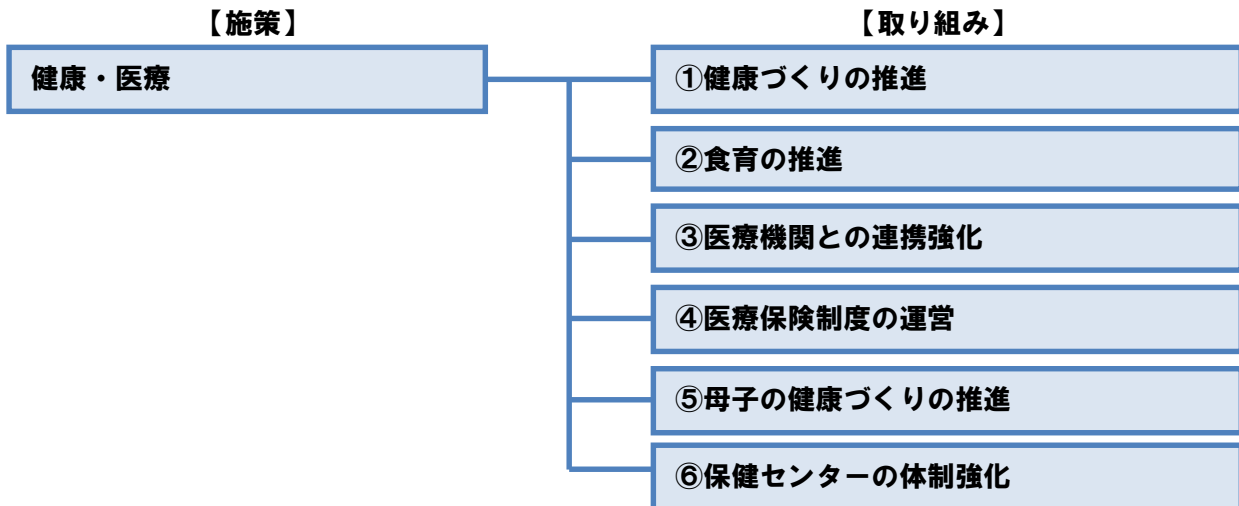 【施策】
【取り組み】
健康・医療
①健康づくりの推進
②食育の推進
③医療機関との連携強化
④医療保険制度の運営
⑤母子の健康づくりの推進
⑥保健センターの体制強化